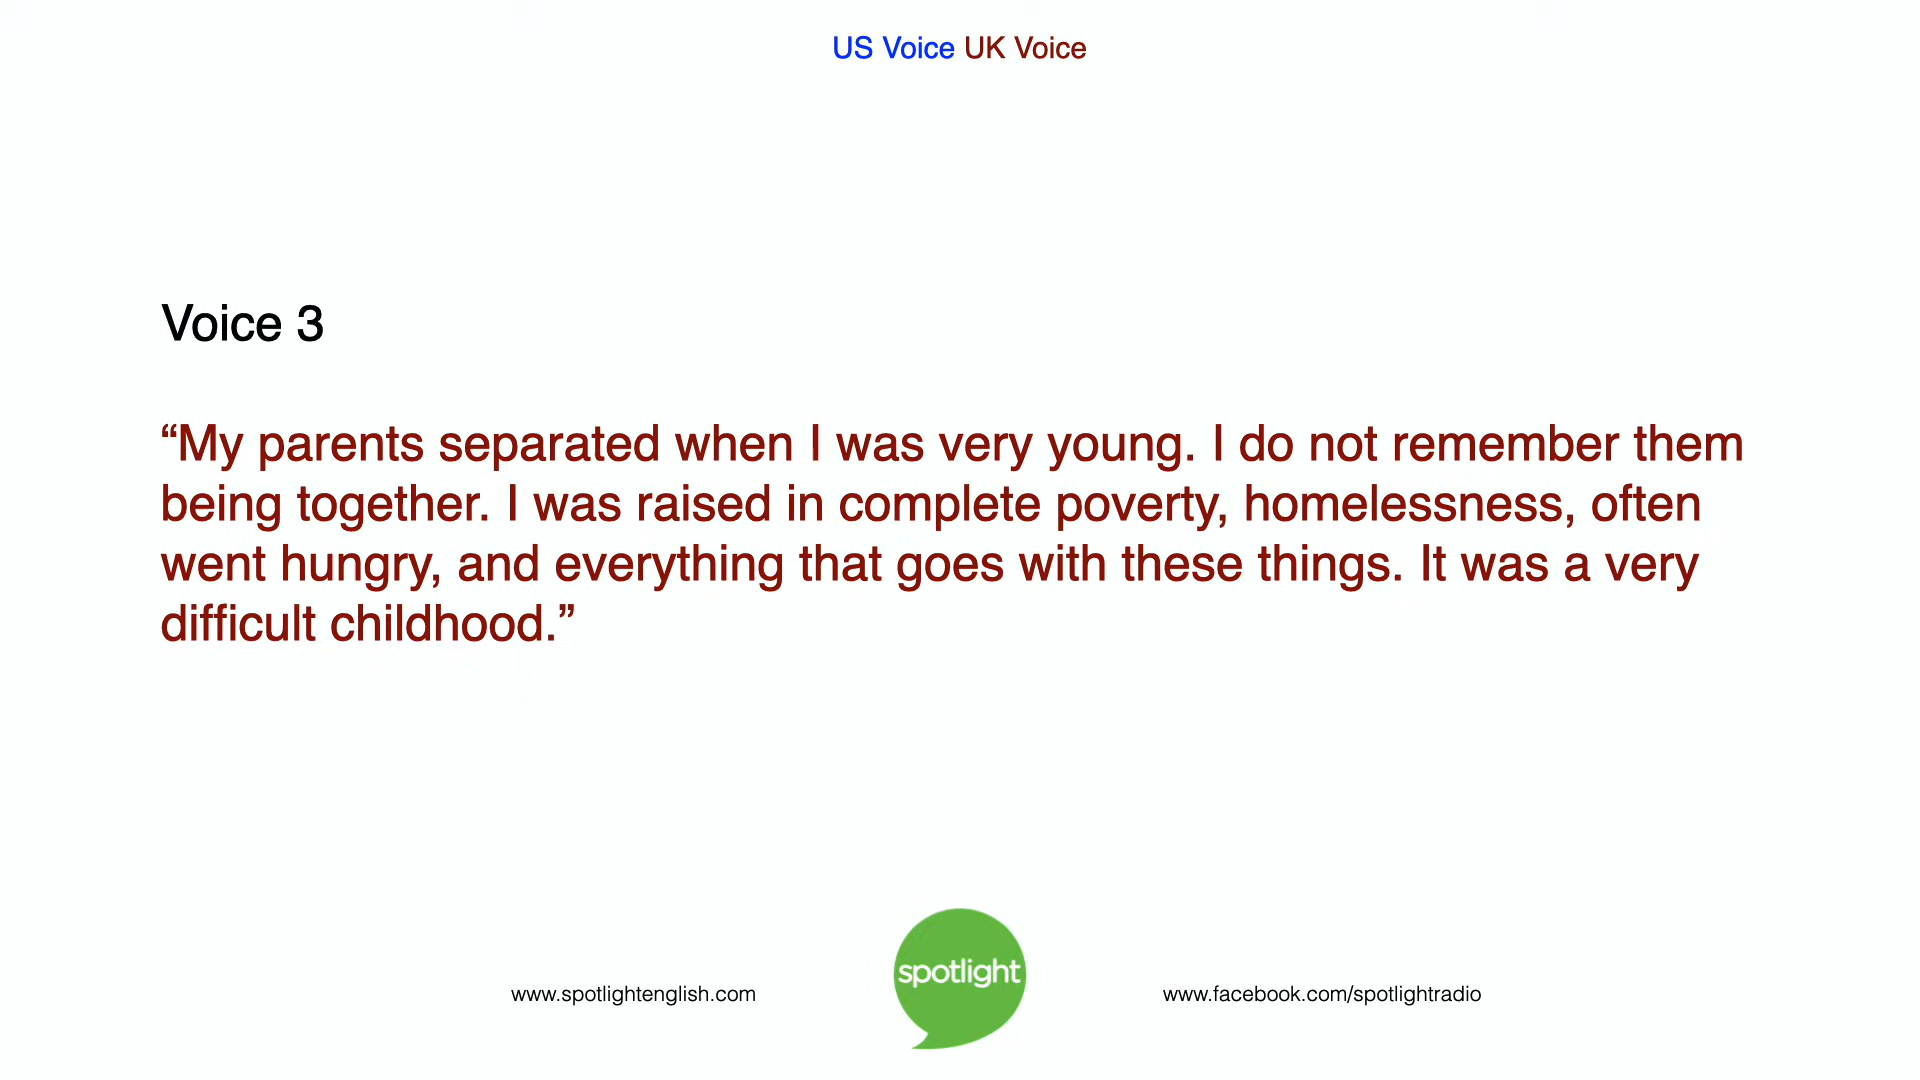 US Voice UK Voice
Voice 3
“My parents separated when I was very young. I do not remember them
being together. I was raised in complete poverty, homelessness, often
went hungry, and everything that goes with these things. It was a very
difficult childhood.”
spotlight
www.spotlightenglish.com
www.facebook.com/spotlightradio